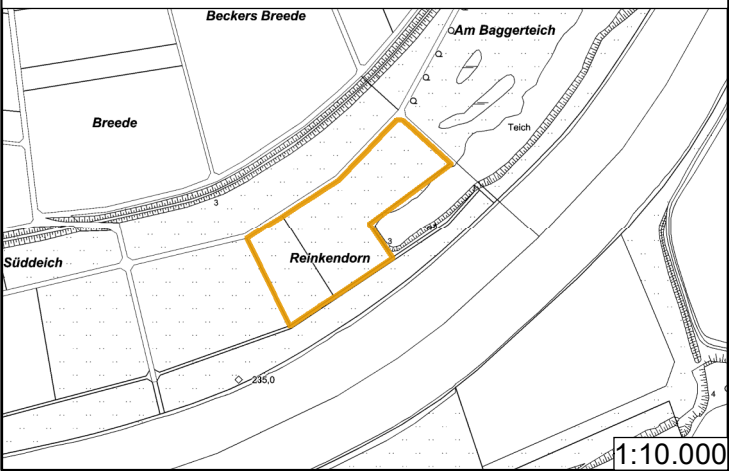 Beckers Breede
Am Baggerteich
Breede
Teich
3
Süddeich
3
Reinkendorn
235,0
4
1:10.000